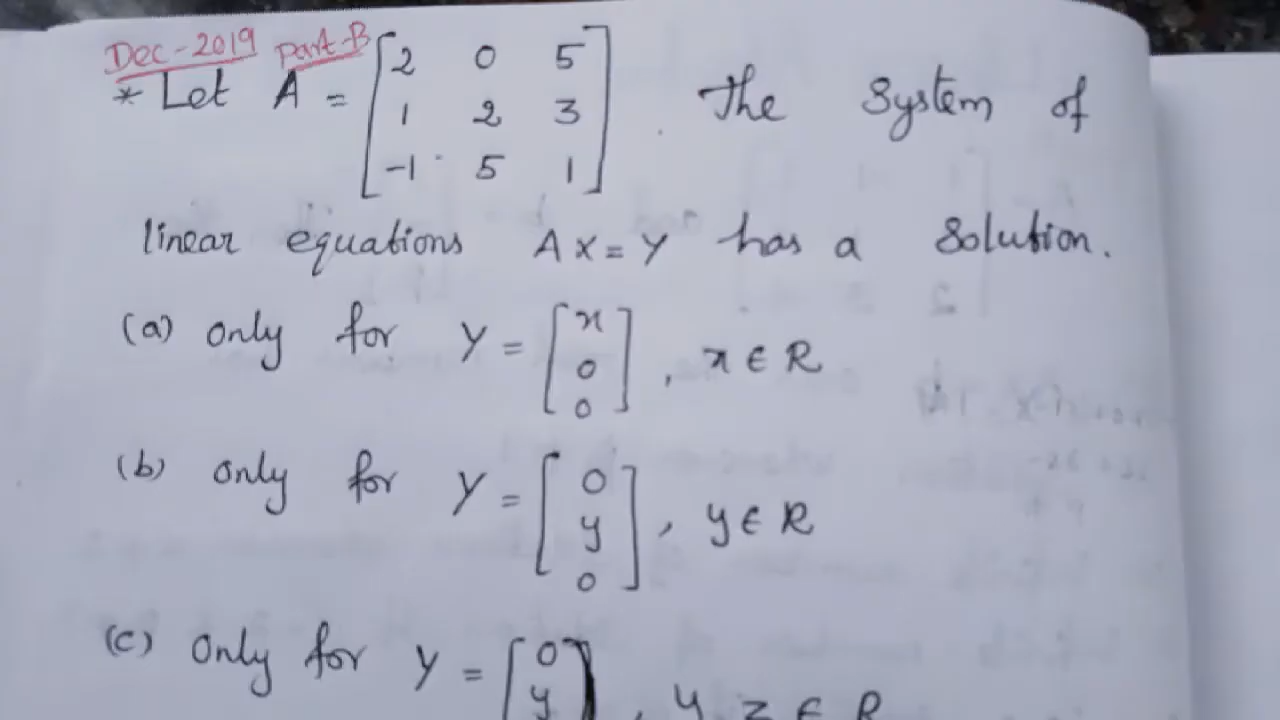 Dec-2019 part-B
* Let A = [2 0 5
1 2 3
-1 5 1] . The System of
linear equations AX = Y has a Solution.
(a) only for Y = [x
0
0] , x ∈ R
(b) only for Y = [0
y
0] , y ∈ R
(c) only for Y = [0
y
, y, z ∈ R